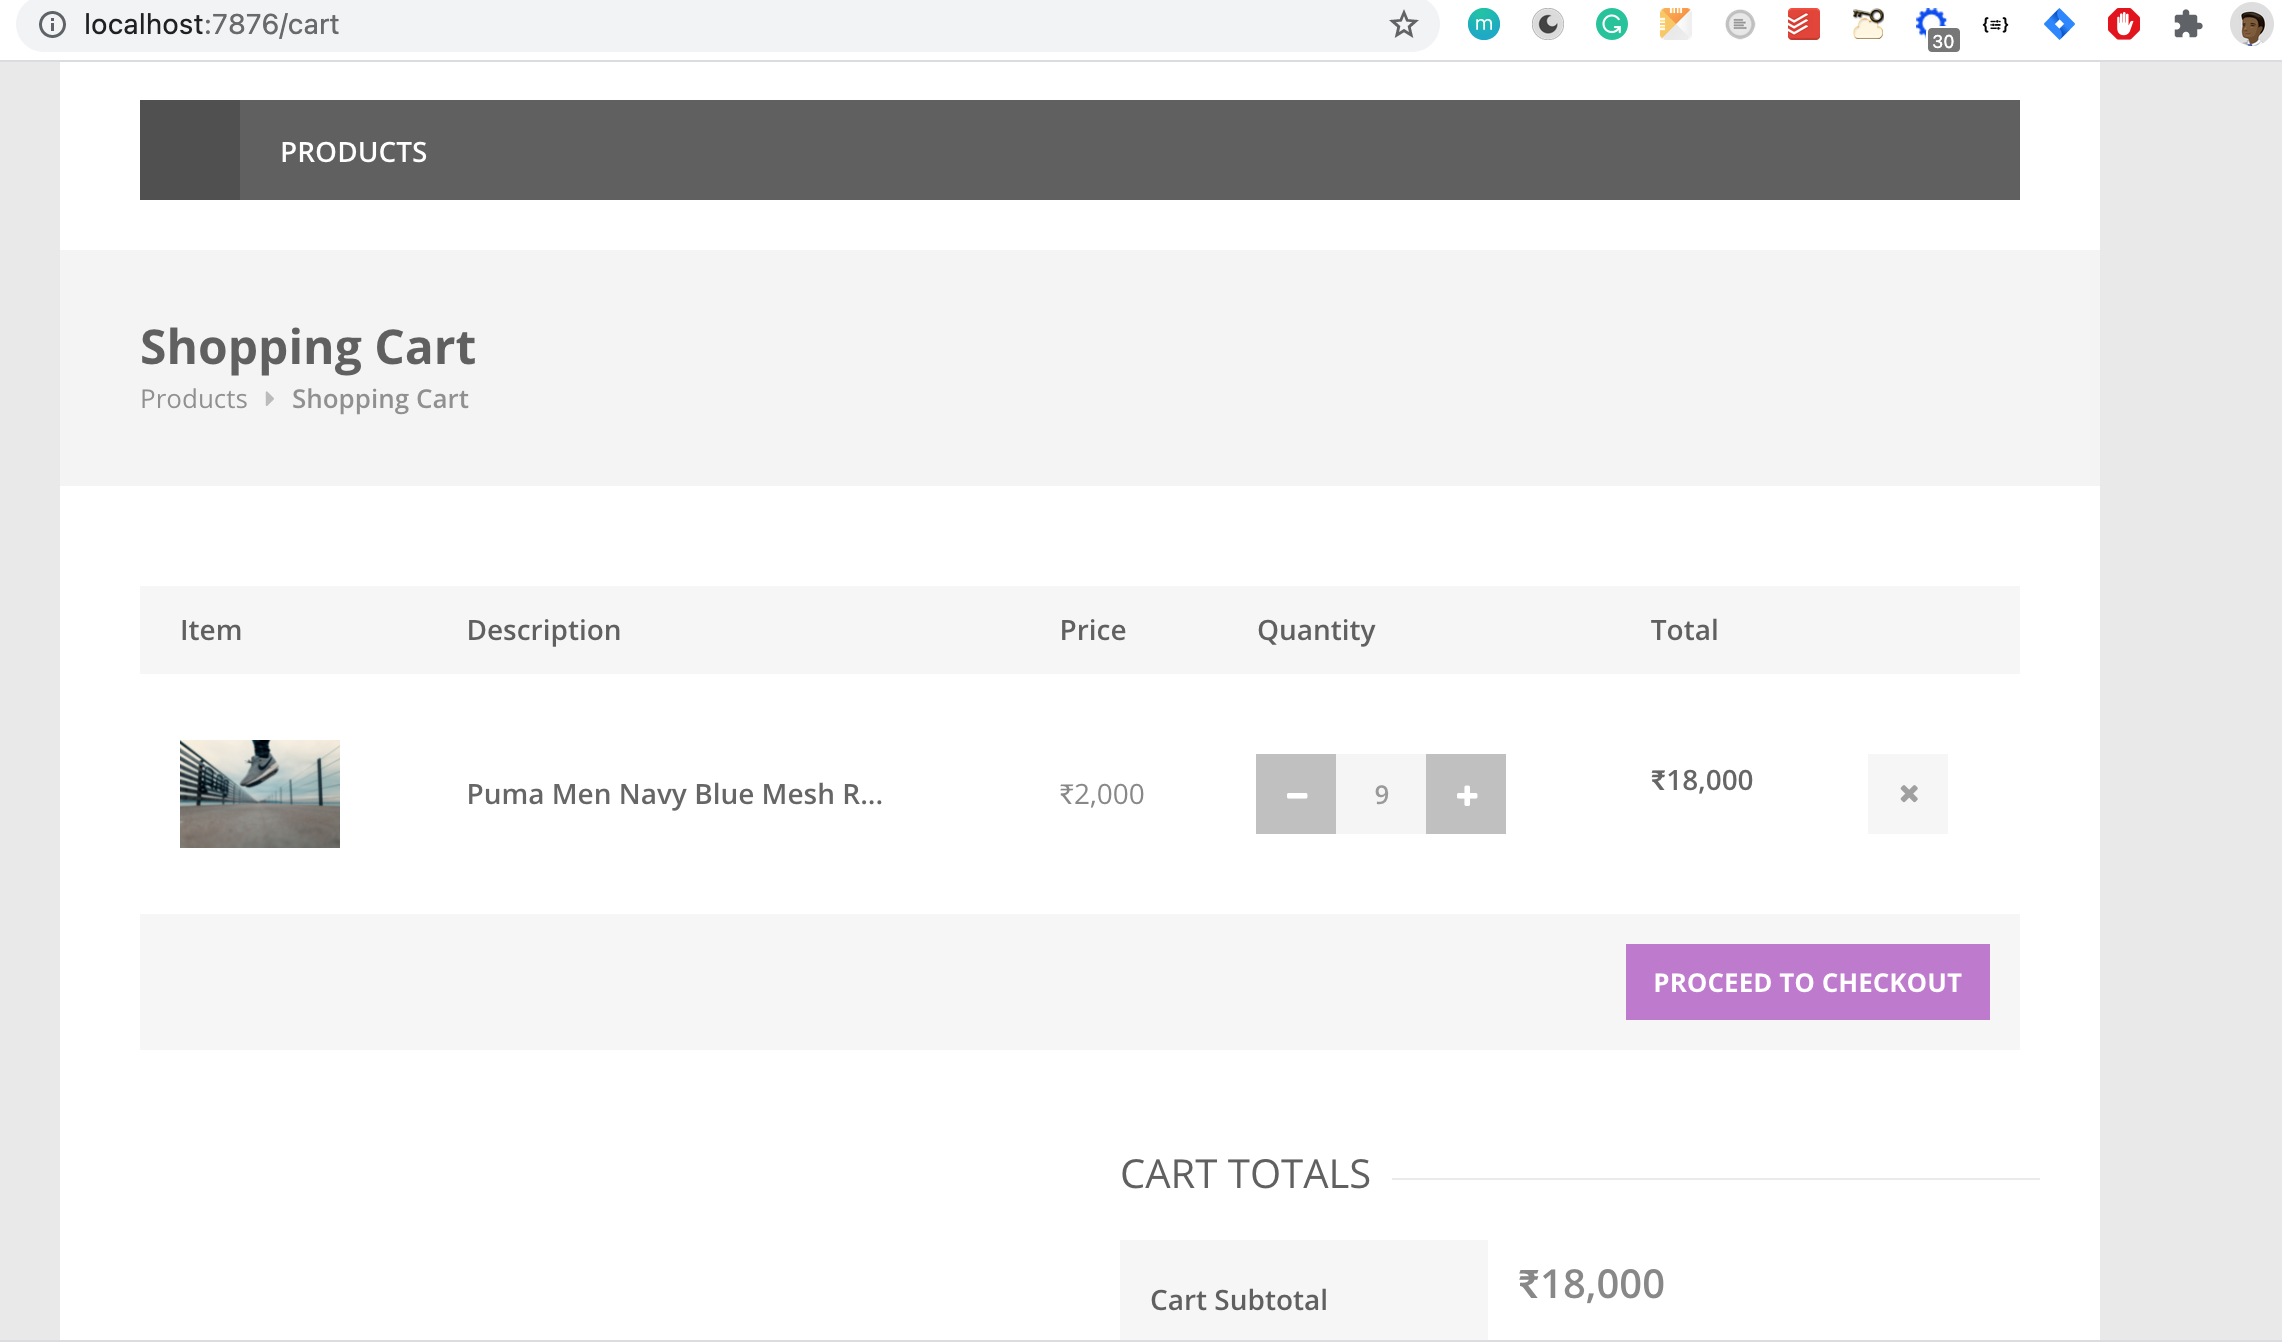 localhost:7876/cart
m
30
PRODUCTS
Shopping Cart
Products Shopping Cart
Item Description Price Quantity Total
Puma Men Navy Blue Mesh R... ₹2,000 9 ₹18,000
PROCEED TO CHECKOUT
CART TOTALS
Cart Subtotal ₹18,000